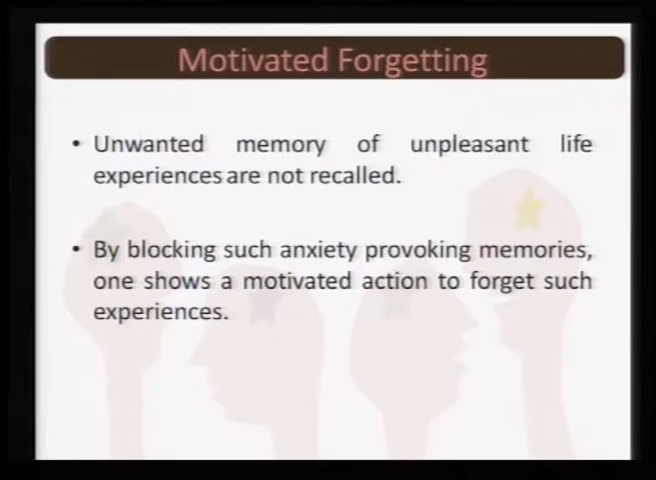 Motivated Forgetting
• Unwanted memory of unpleasant life
experiences are not recalled.
• By blocking such anxiety provoking memories,
one shows a motivated action to forget such
experiences.